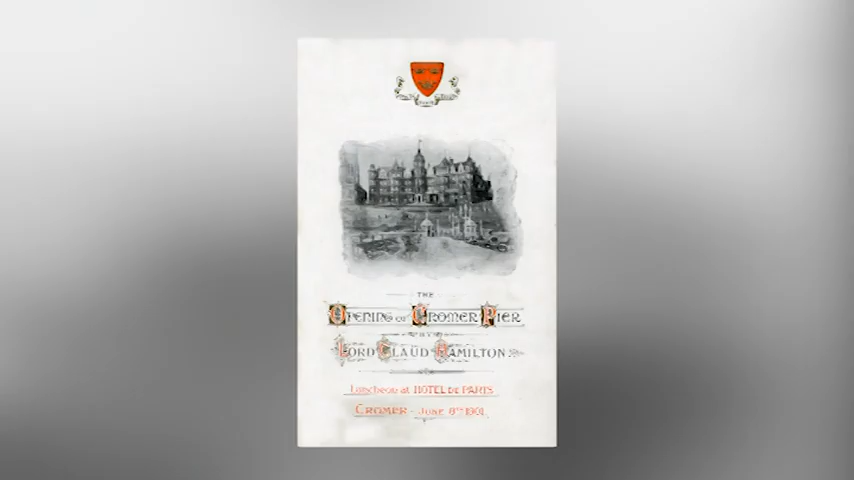 THE
OPENING OF CROMER PIER
BY
LORD CLAUD HAMILTON
Luncheon at HOTEL DE PARIS
CROMER - JUNE 8TH 1901.